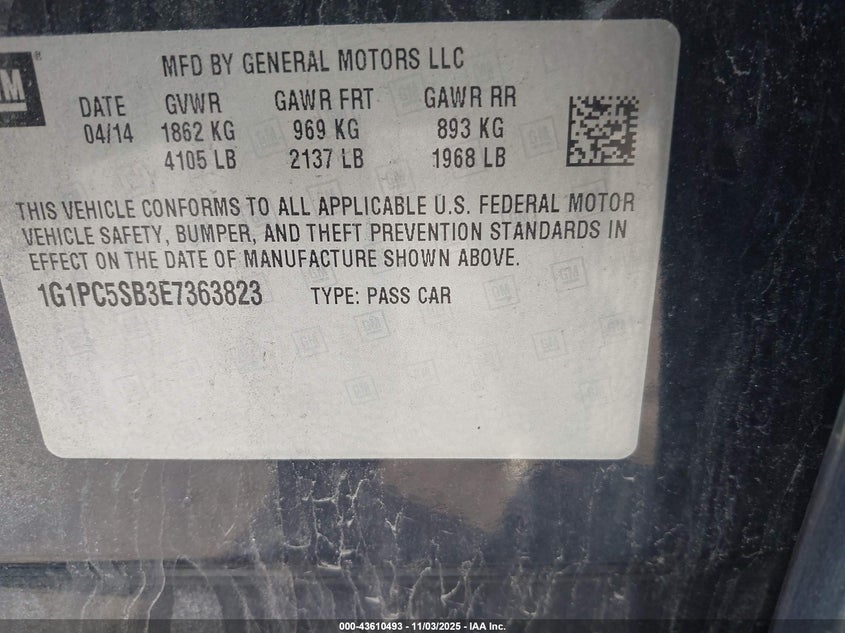 GM
MFD BY GENERAL MOTORS LLC
DATE GVWR GAWR FRT GAWR RR
04/14 1862 KG 969 KG 893 KG
4105 LB 2137 LB 1968 LB
THIS VEHICLE CONFORMS TO ALL APPLICABLE U.S. FEDERAL MOTOR
VEHICLE SAFETY, BUMPER, AND THEFT PREVENTION STANDARDS IN
EFFECT ON THE DATE OF MANUFACTURE SHOWN ABOVE.
1G1PC5SB3E7363823 TYPE: PASS CAR
000-43610493 - 11/03/2025 - IAA Inc.